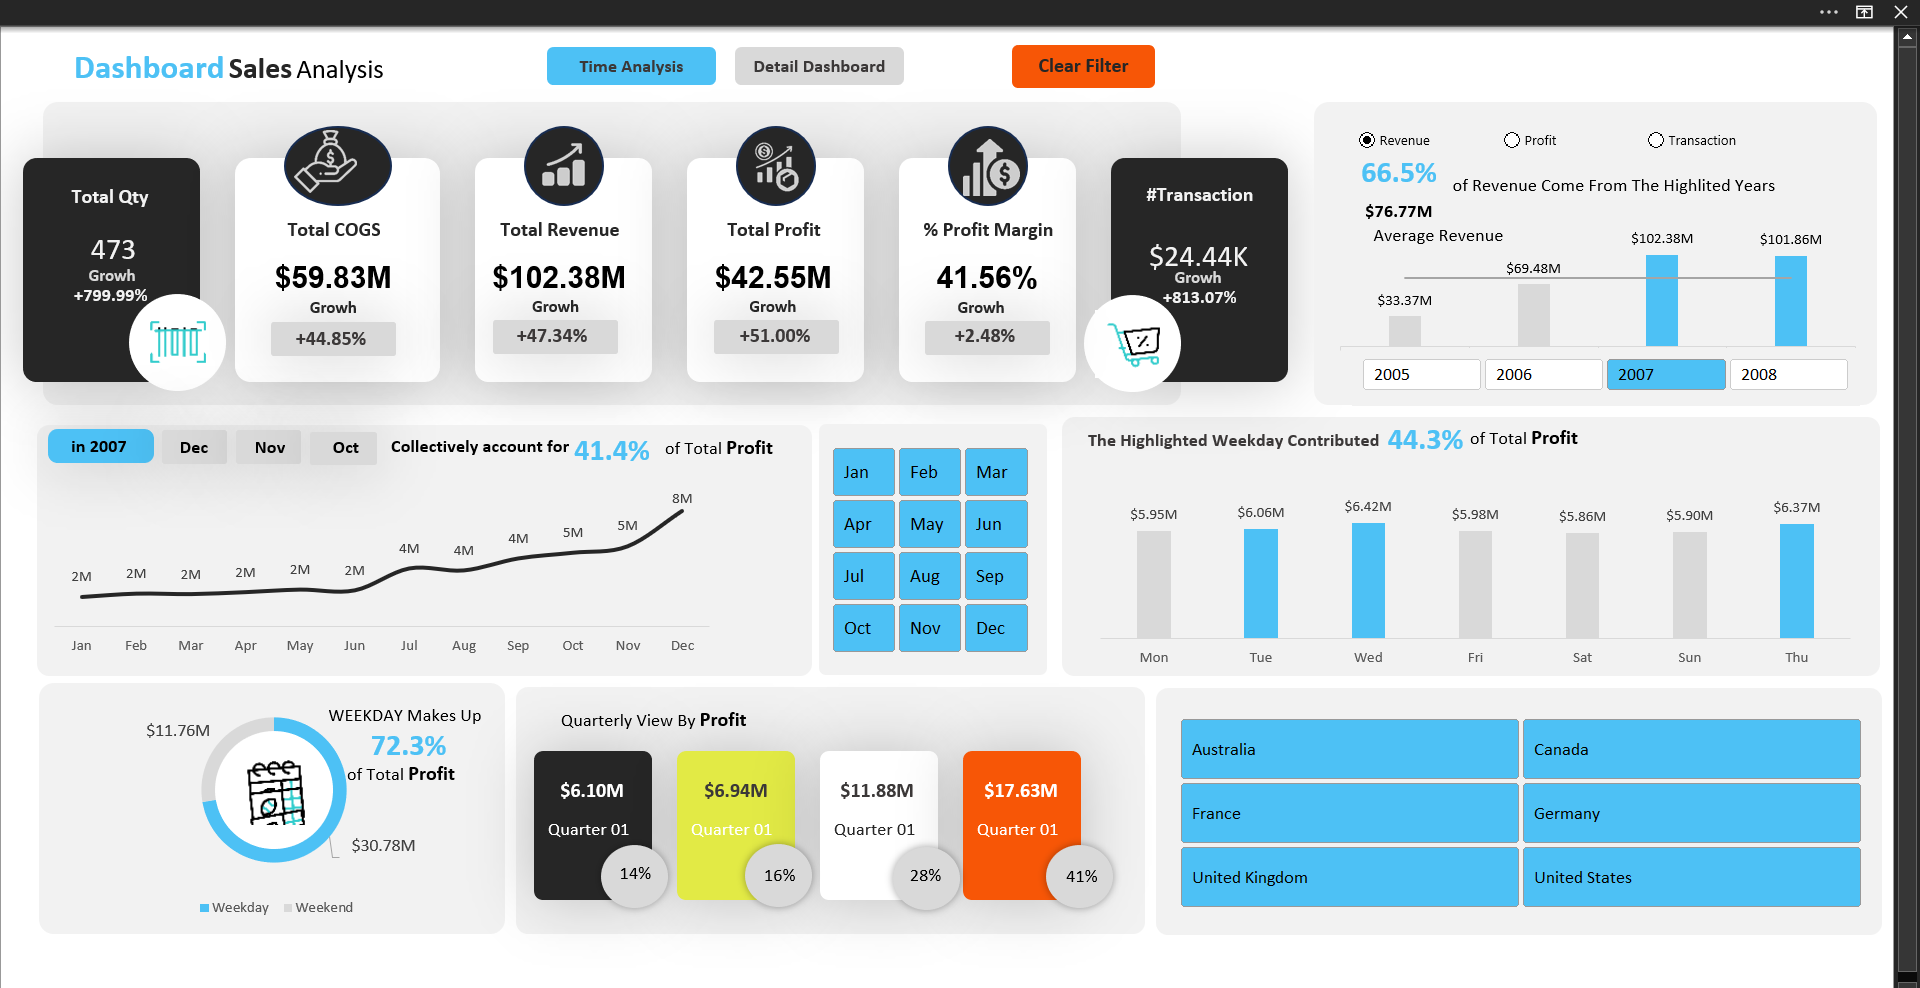 Dashboard Sales Analysis
Time Analysis
Detail Dashboard
Clear Filter
Total Qty
473
Growh
+799.99%
Total COGS
$59.83M
Growh
+44.85%
Total Revenue
$102.38M
Growh
+47.34%
Total Profit
$42.55M
Growh
+51.00%
% Profit Margin
41.56%
Growh
+2.48%
#Transaction
$24.44K
Growh
+813.07%
Revenue Profit Transaction
66.5% of Revenue Come From The Highlited Years
$76.77M
Average Revenue
$33.37M
$69.48M
$102.38M
$101.86M
2005
2006
2007
2008
in 2007 Dec Nov Oct Collectively account for 41.4% of Total Profit
2M 2M 2M 2M 2M 2M 4M 4M 4M 5M 5M 8M
Jan Feb Mar Apr May Jun Jul Aug Sep Oct Nov Dec
Jan Feb Mar
Apr May Jun
Jul Aug Sep
Oct Nov Dec
The Highlighted Weekday Contributed 44.3% of Total Profit
$5.95M $6.06M $6.42M $5.98M $5.86M $5.90M $6.37M
Mon Tue Wed Fri Sat Sun Thu
WEEKDAY Makes Up
72.3%
of Total Profit
$11.76M
$30.78M
Weekday Weekend
Quarterly View By Profit
$6.10M
Quarter 01
14%
$6.94M
Quarter 01
16%
$11.88M
Quarter 01
28%
$17.63M
Quarter 01
41%
Australia
Canada
France
Germany
United Kingdom
United States